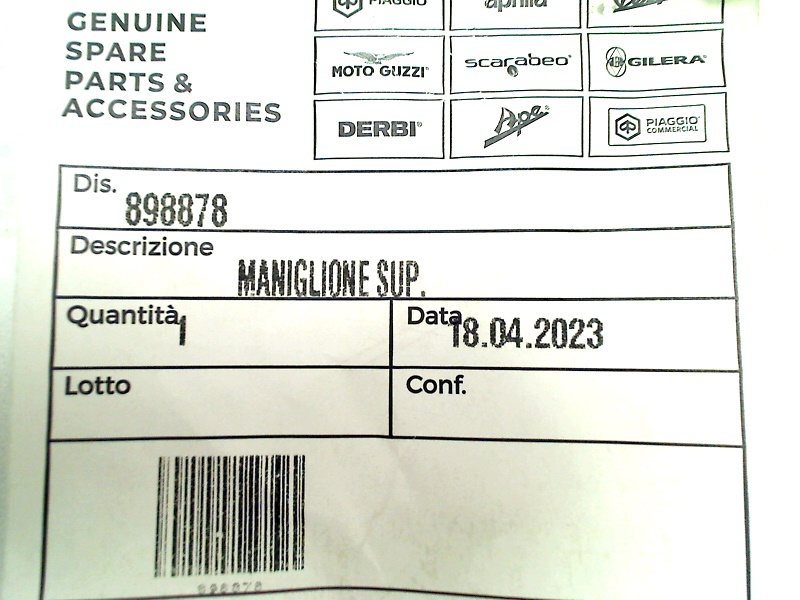 GENUINE
SPARE
PARTS &
ACCESSORIES
PIAGGIO
aprilia
MOTO GUZZI®
scarabeo®
GILERA®
DERBI®
Ape®
PIAGGIO®
COMMERCIAL
Dis.
898878
Descrizione
MANIGLIONE SUP.
Quantità
1
Data
18.04.2023
Lotto
Conf.
898878